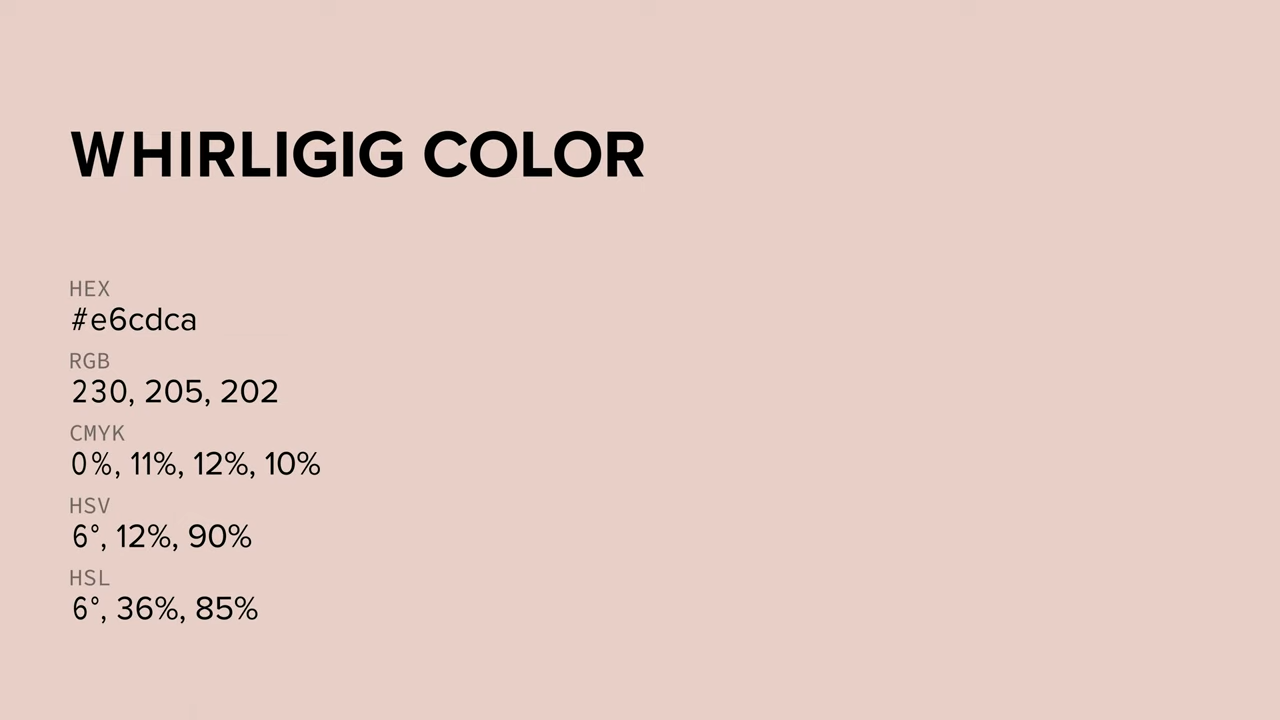 WHIRLIGIG COLOR
HEX
#e6cdca
RGB
230, 205, 202
CMYK
0%, 11%, 12%, 10%
HSV
6°, 12%, 90%
HSL
6°, 36%, 85%